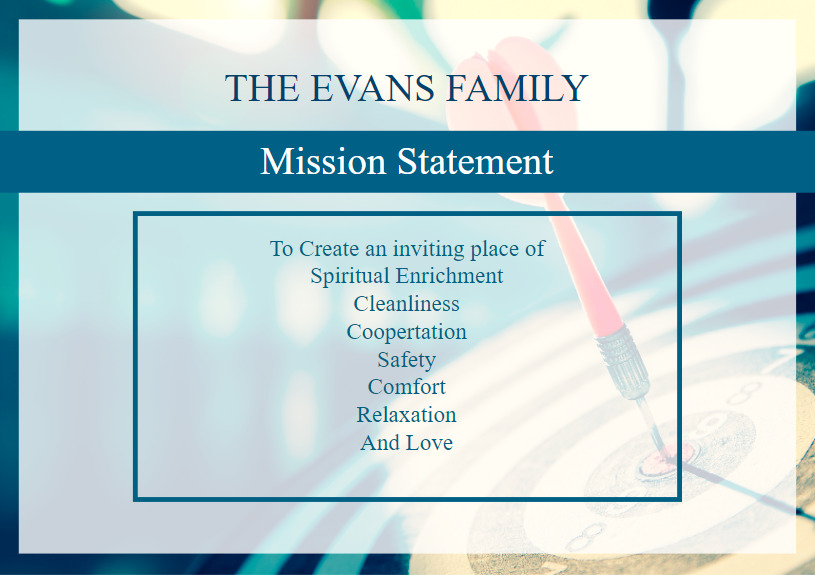 THE EVANS FAMILY
Mission Statement
To Create an inviting place of
Spiritual Enrichment
Cleanliness
Coopertation
Safety
Comfort
Relaxation
And Love